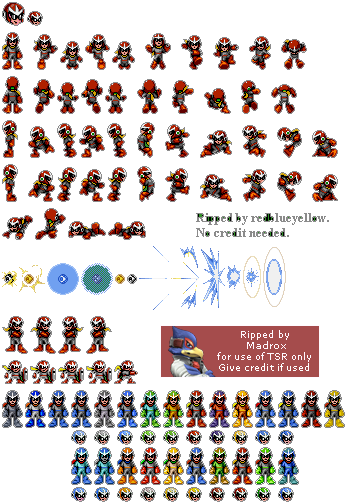 Ripped by redblueyellow.
No credit needed.
Ripped by
Madrox
for use of TSR only
Give credit if used